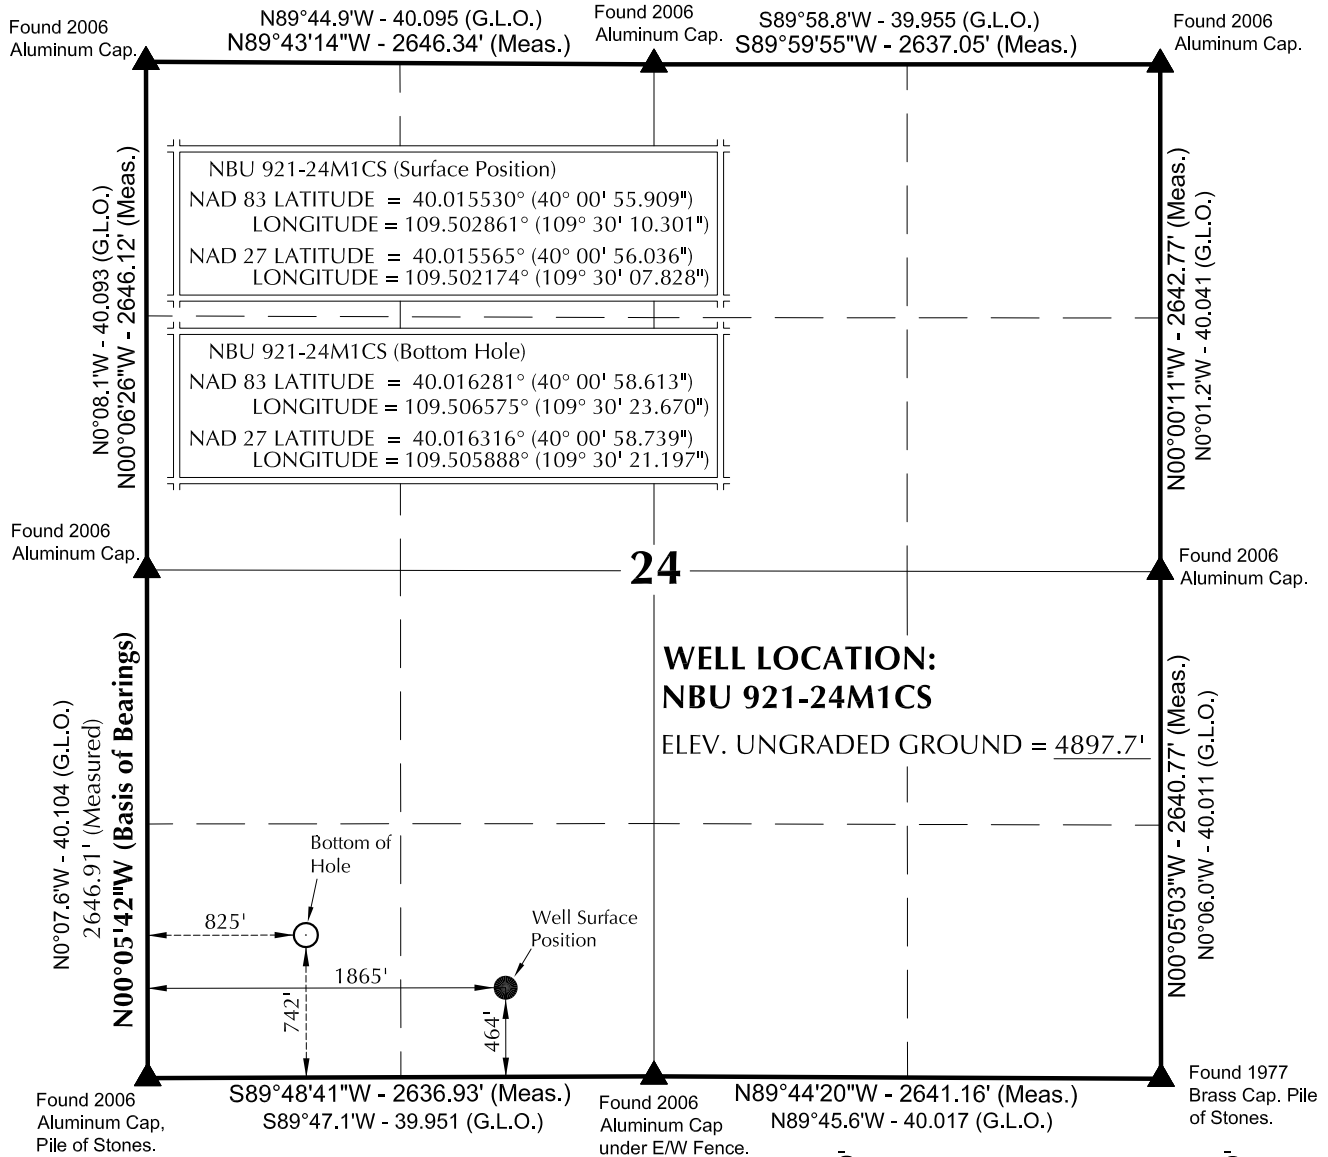 Found 2006
Aluminum Cap.
N89°44.9'W - 40.095 (G.L.O.)
N89°43'14"W - 2646.34' (Meas.)
Found 2006
Aluminum Cap.
S89°58.8'W - 39.955 (G.L.O.)
S89°59'55"W - 2637.05' (Meas.)
Found 2006
Aluminum Cap.
N0°08.1'W - 40.093 (G.L.O.)
N00°06'26"W - 2646.12' (Meas.)
NBU 921-24M1CS (Surface Position)
NAD 83 LATITUDE = 40.015530° (40° 00' 55.909")
LONGITUDE = 109.502861° (109° 30' 10.301")
NAD 27 LATITUDE = 40.015565° (40° 00' 56.036")
LONGITUDE = 109.502174° (109° 30' 07.828")
NBU 921-24M1CS (Bottom Hole)
NAD 83 LATITUDE = 40.016281° (40° 00' 58.613")
LONGITUDE = 109.506575° (109° 30' 23.670")
NAD 27 LATITUDE = 40.016316° (40° 00' 58.739")
LONGITUDE = 109.505888° (109° 30' 21.197")
N00°00'11"W - 2642.77' (Meas.)
N0°01.2'W - 40.041 (G.L.O.)
Found 2006
Aluminum Cap.
24
Found 2006
Aluminum Cap.
WELL LOCATION:
NBU 921-24M1CS
ELEV. UNGRADED GROUND = 4897.7'
N0°07.6'W - 40.104 (G.L.O.)
2646.91' (Measured)
N00°05'42"W (Basis of Bearings)
N00°05'03"W - 2640.77' (Meas.)
N0°06.0'W - 40.011 (G.L.O.)
Bottom of
Hole
825'
Well Surface
Position
1865'
742'
464'
Found 2006
Aluminum Cap,
Pile of Stones.
S89°48'41"W - 2636.93' (Meas.)
S89°47.1'W - 39.951 (G.L.O.)
Found 2006
Aluminum Cap
under E/W Fence.
N89°44'20"W - 2641.16' (Meas.)
N89°45.6'W - 40.017 (G.L.O.)
Found 1977
Brass Cap. Pile
of Stones.